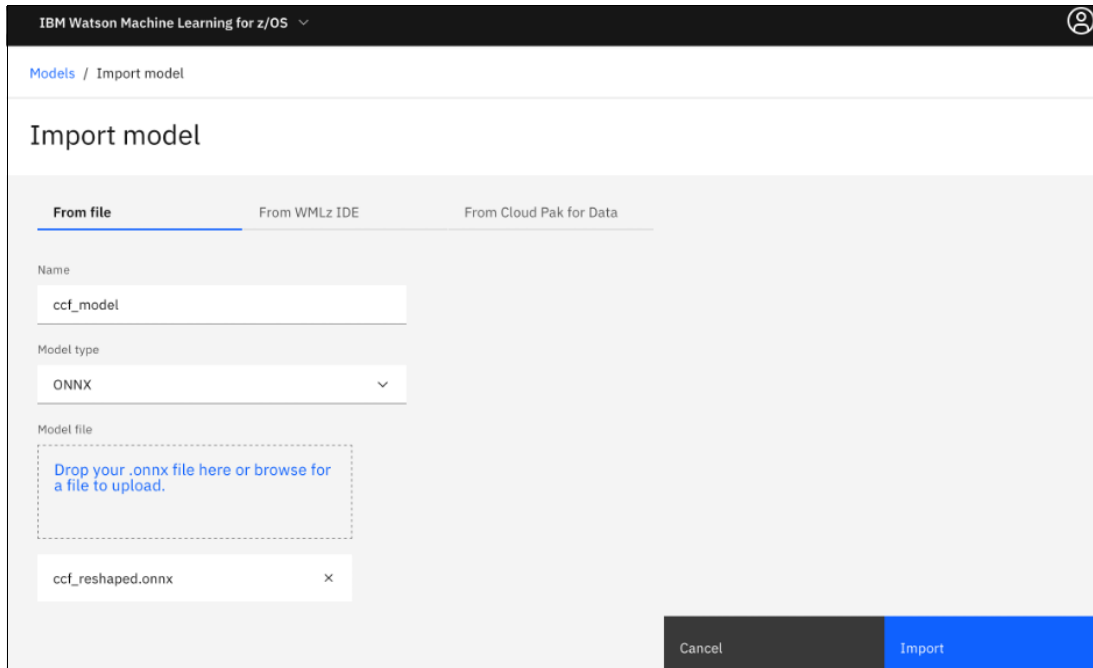 IBM Watson Machine Learning for z/OS
Models / Import model
Import model
From file From WMLz IDE From Cloud Pak for Data
Name
ccf_model
Model type
ONNX
Model file
Drop your .onnx file here or browse for
a file to upload.
ccf_reshaped.onnx ×
Cancel Import